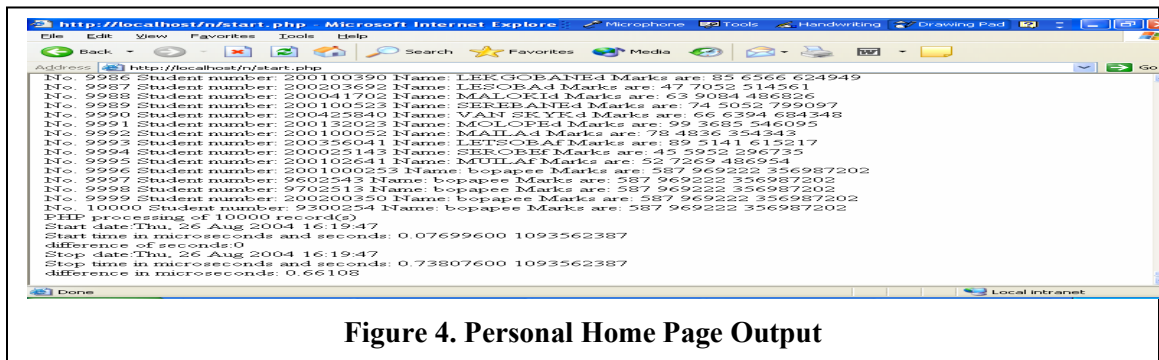 http://localhost/n/start.php - Microsoft Internet Explore Microphone Tools Handwriting Drawing Pad
File Edit View Favorites Tools Help
Back Search Favorites Media
Address http://localhost/n/start.php Go
No. 9986 Student number: 200100390 Name: LEKGOBANEd Marks are: 85 6566 624949
No. 9987 Student number: 200203692 Name: LESOBAd Marks are: 47 7052 514561
No. 9988 Student number: 200041702 Name: MALOKId Marks are: 63 9084 486826
No. 9989 Student number: 200100523 Name: SEREBANEd Marks are: 74 5052 799097
No. 9990 Student number: 200425840 Name: VAN SKYKd Marks are: 66 6394 684348
No. 9991 Student number: 200132023 Name: MOLOPEd Marks are: 99 3685 546095
No. 9992 Student number: 200100052 Name: MAILAd Marks are: 78 4836 354343
No. 9993 Student number: 200356041 Name: LETSOBAf Marks are: 89 5141 615217
No. 9994 Student number: 200025143 Name: SEROBEf Marks are: 45 5952 296735
No. 9995 Student number: 200102641 Name: MUILAf Marks are: 52 7269 486954
No. 9996 Student number: 2001000253 Name: bopapee Marks are: 587 969222 356987202
No. 9997 Student number: 9602543 Name: bopapee Marks are: 587 969222 356987202
No. 9998 Student number: 9702513 Name: bopapee Marks are: 587 969222 356987202
No. 9999 Student number: 200200350 Name: bopapee Marks are: 587 969222 356987202
No. 10000 Student number: 9300254 Name: bopapee Marks are: 587 969222 356987202
PHP processing of 10000 record(s)
Start date:Thu, 26 Aug 2004 16:19:47
Start time in microseconds and seconds: 0.07699600 1093562387
difference of seconds:0
Stop date:Thu, 26 Aug 2004 16:19:47
Stop time in microseconds and seconds: 0.73807600 1093562387
difference in microseconds: 0.66108
Done Local intranet
Figure 4. Personal Home Page Output